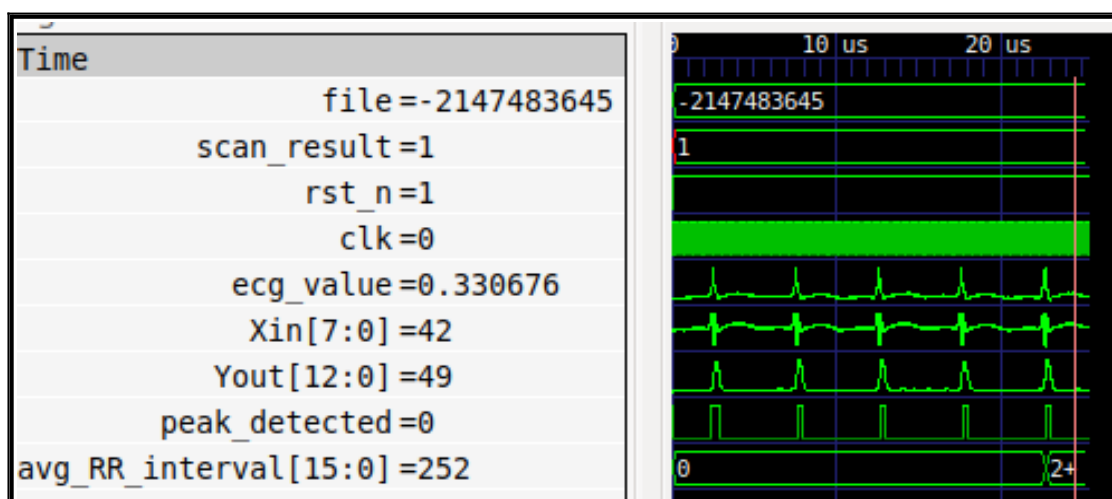 Time
file=-2147483645
scan_result=1
rst_n=1
clk=0
ecg_value=0.330676
Xin[7:0]=42
Yout[12:0]=49
peak_detected=0
avg_RR_interval[15:0]=252
0 10 us 20 us
-2147483645
1
0 2+